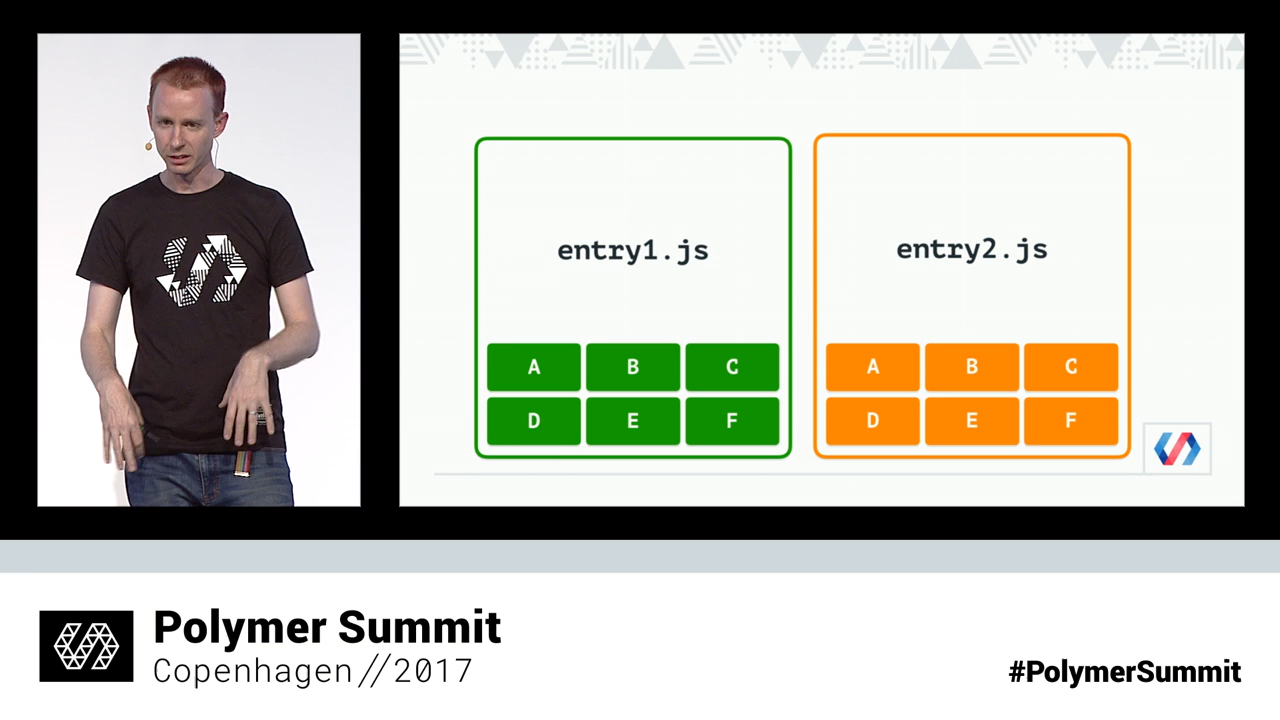 entry1.js
A B C
D E F
entry2.js
A B C
D E F
Polymer Summit
Copenhagen//2017
#PolymerSummit